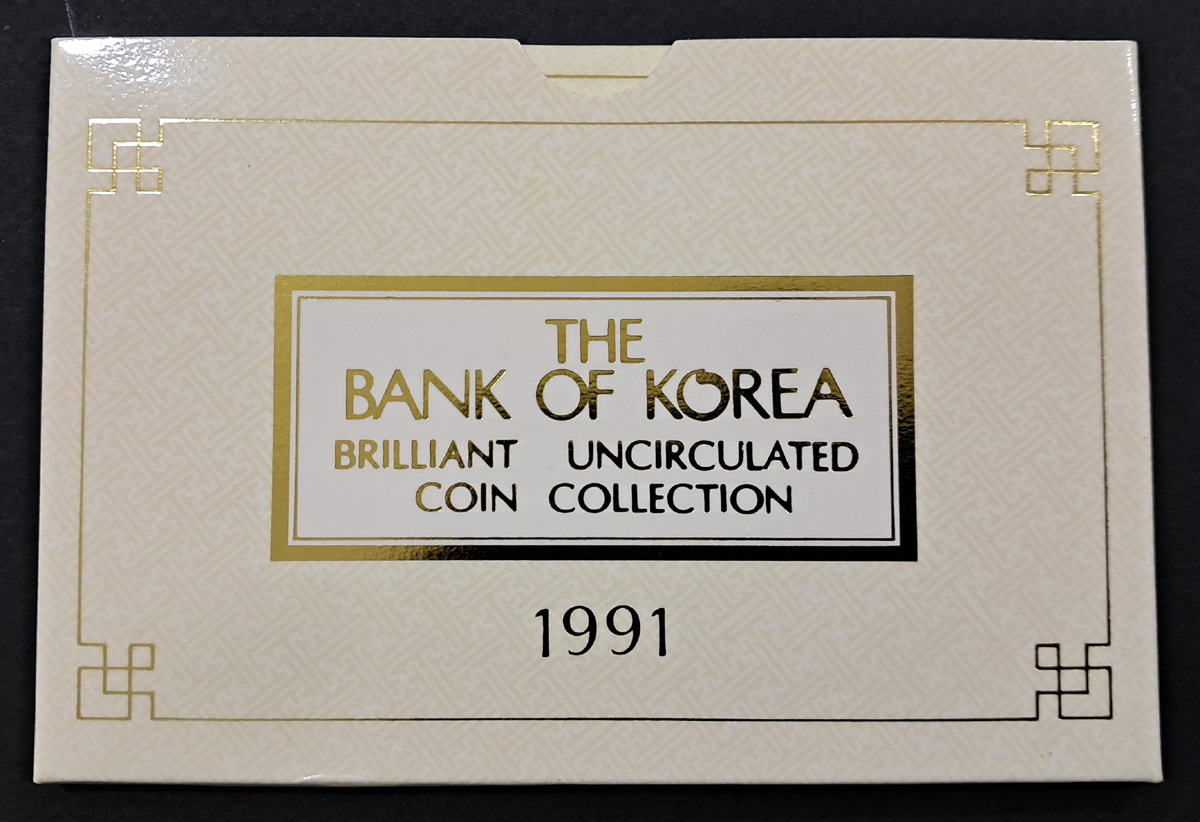 THE
BANK OF KOREA
BRILLIANT UNCIRCULATED
COIN COLLECTION
1991